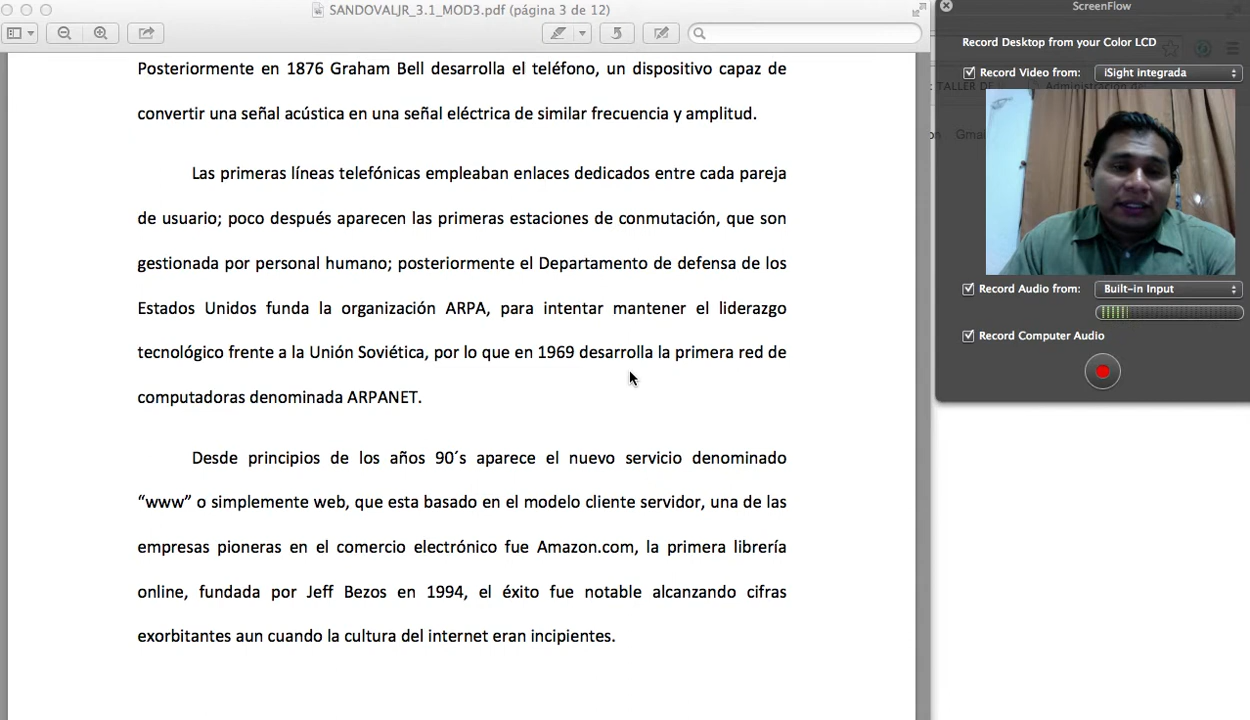 SANDOVALJR_3.1_MOD3.pdf (página 3 de 12)
ScreenFlow
Record Desktop from your Color LCD
Record Video from:
iSight integrada
Record Audio from:
Built-in Input
Record Computer Audio
Posteriormente en 1876 Graham Bell desarrolla el teléfono, un dispositivo capaz de
convertir una señal acústica en una señal eléctrica de similar frecuencia y amplitud.
Las primeras líneas telefónicas empleaban enlaces dedicados entre cada pareja
de usuario; poco después aparecen las primeras estaciones de conmutación, que son
gestionada por personal humano; posteriormente el Departamento de defensa de los
Estados Unidos funda la organización ARPA, para intentar mantener el liderazgo
tecnológico frente a la Unión Soviética, por lo que en 1969 desarrolla la primera red de
computadoras denominada ARPANET.
Desde principios de los años 90´s aparece el nuevo servicio denominado
“www” o simplemente web, que esta basado en el modelo cliente servidor, una de las
empresas pioneras en el comercio electrónico fue Amazon.com, la primera librería
online, fundada por Jeff Bezos en 1994, el éxito fue notable alcanzando cifras
exorbitantes aun cuando la cultura del internet eran incipientes.